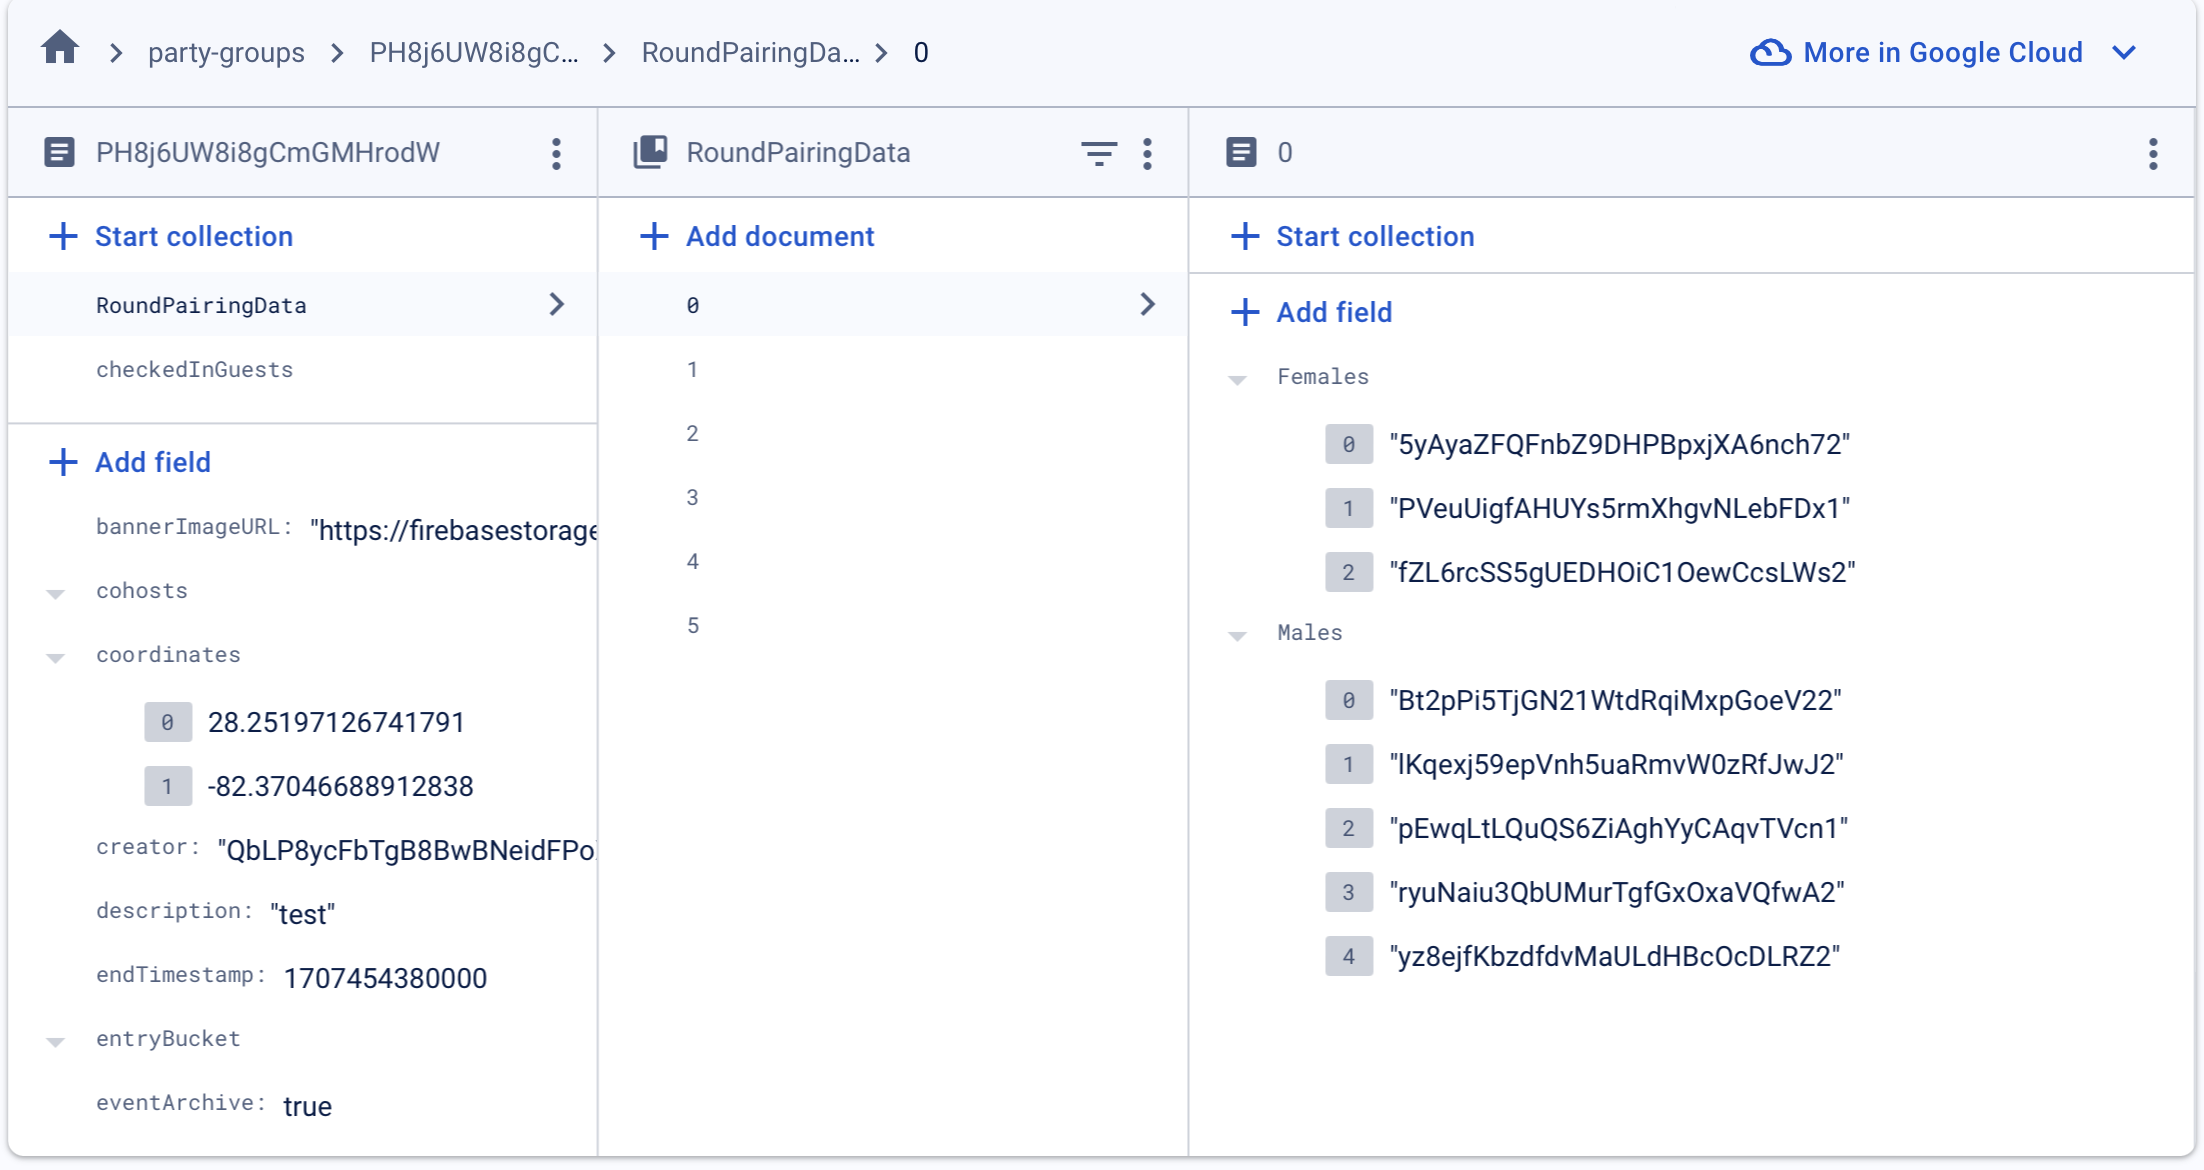 party-groups
PH8j6UW8i8gC...
RoundPairingDa...
0
More in Google Cloud
PH8j6UW8i8gCmGMHrodW
Start collection
RoundPairingData
checkedInGuests
Add field
bannerImageURL: "https://firebasestorage
cohosts
coordinates
0 28.25197126741791
1 -82.37046688912838
creator: "QbLP8ycFbTgB8BwBNeidFPo
description: "test"
endTimestamp: 1707454380000
entryBucket
eventArchive: true
RoundPairingData
Add document
0
1
2
3
4
5
0
Start collection
Add field
Females
0 "5yAyaZFQFnbZ9DHPBpxjXA6nch72"
1 "PVeuUigfAHUYs5rmXhgvNLebFDx1"
2 "fZL6rcSS5gUEDHOiC1OewCcsLWs2"
Males
0 "Bt2pPi5TjGN21WtdRqiMxpGoeV22"
1 "lKqexj59epVnh5uaRmvW0zRfJwJ2"
2 "pEwqLtLQuQS6ZiAghYyCAqvTVcn1"
3 "ryuNaiu3QbUMurTgfGxOxaVQfwA2"
4 "yz8ejfKbzdfdvMaULdHBcOcDLRZ2"